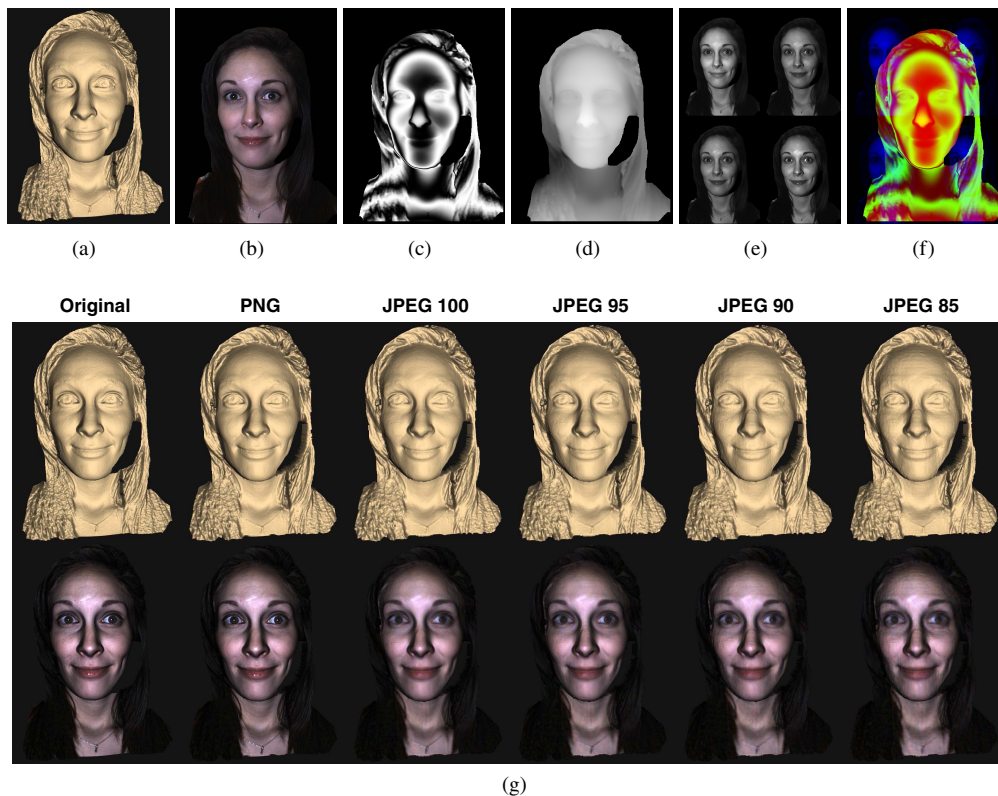 (a) (b) (c) (d) (e) (f)
Original PNG JPEG 100 JPEG 95 JPEG 90 JPEG 85
(g)